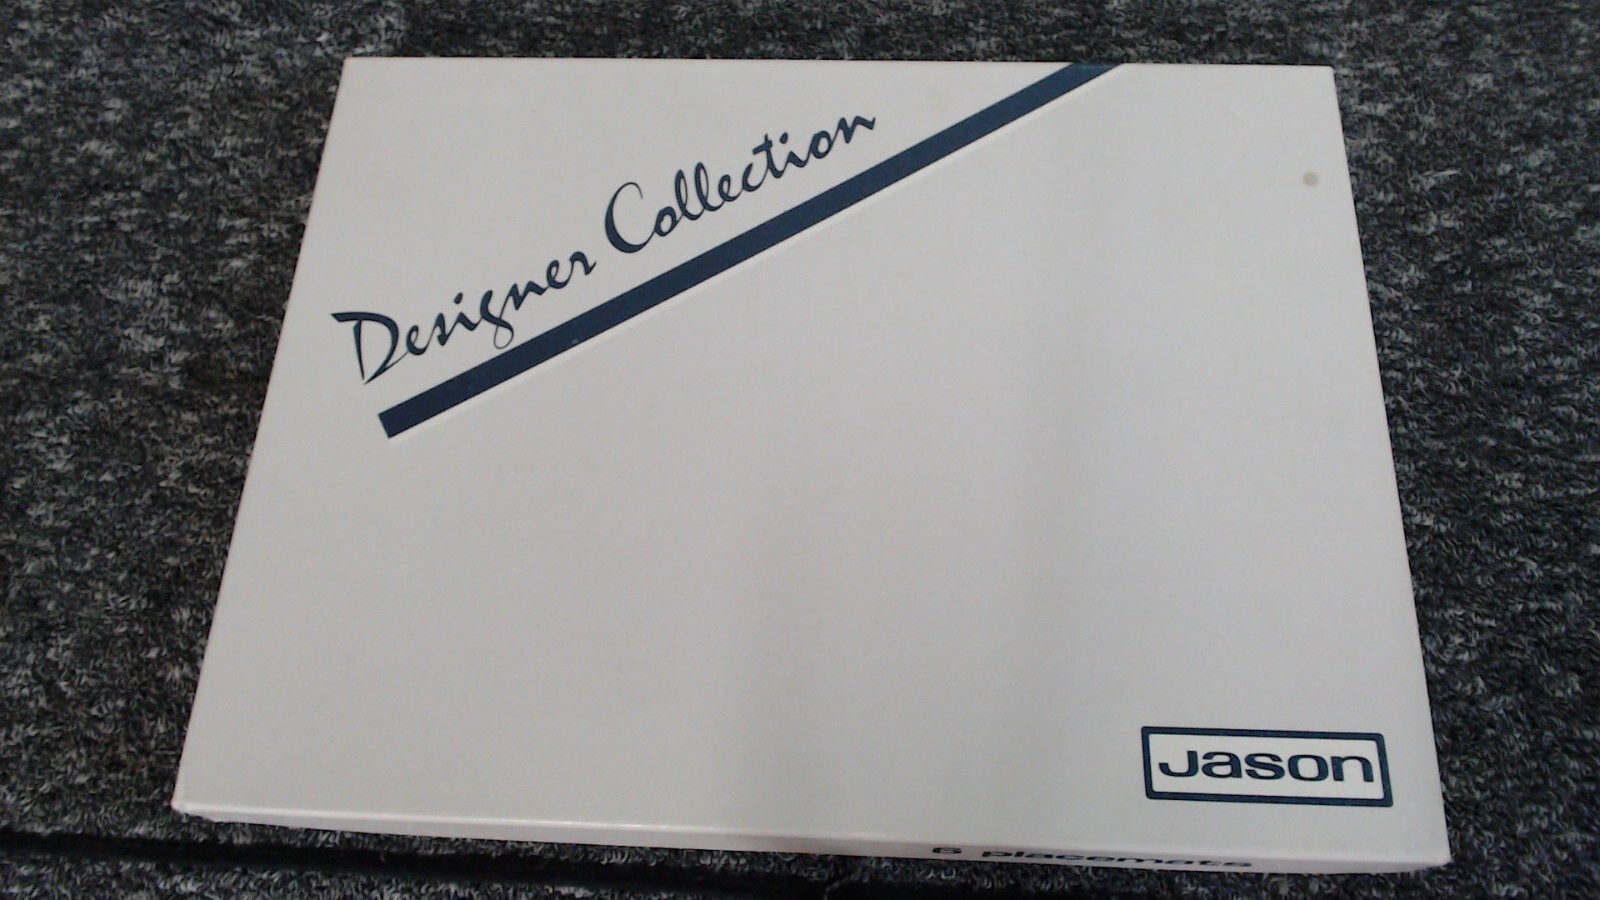 Designer Collection
Jason
6 placemats